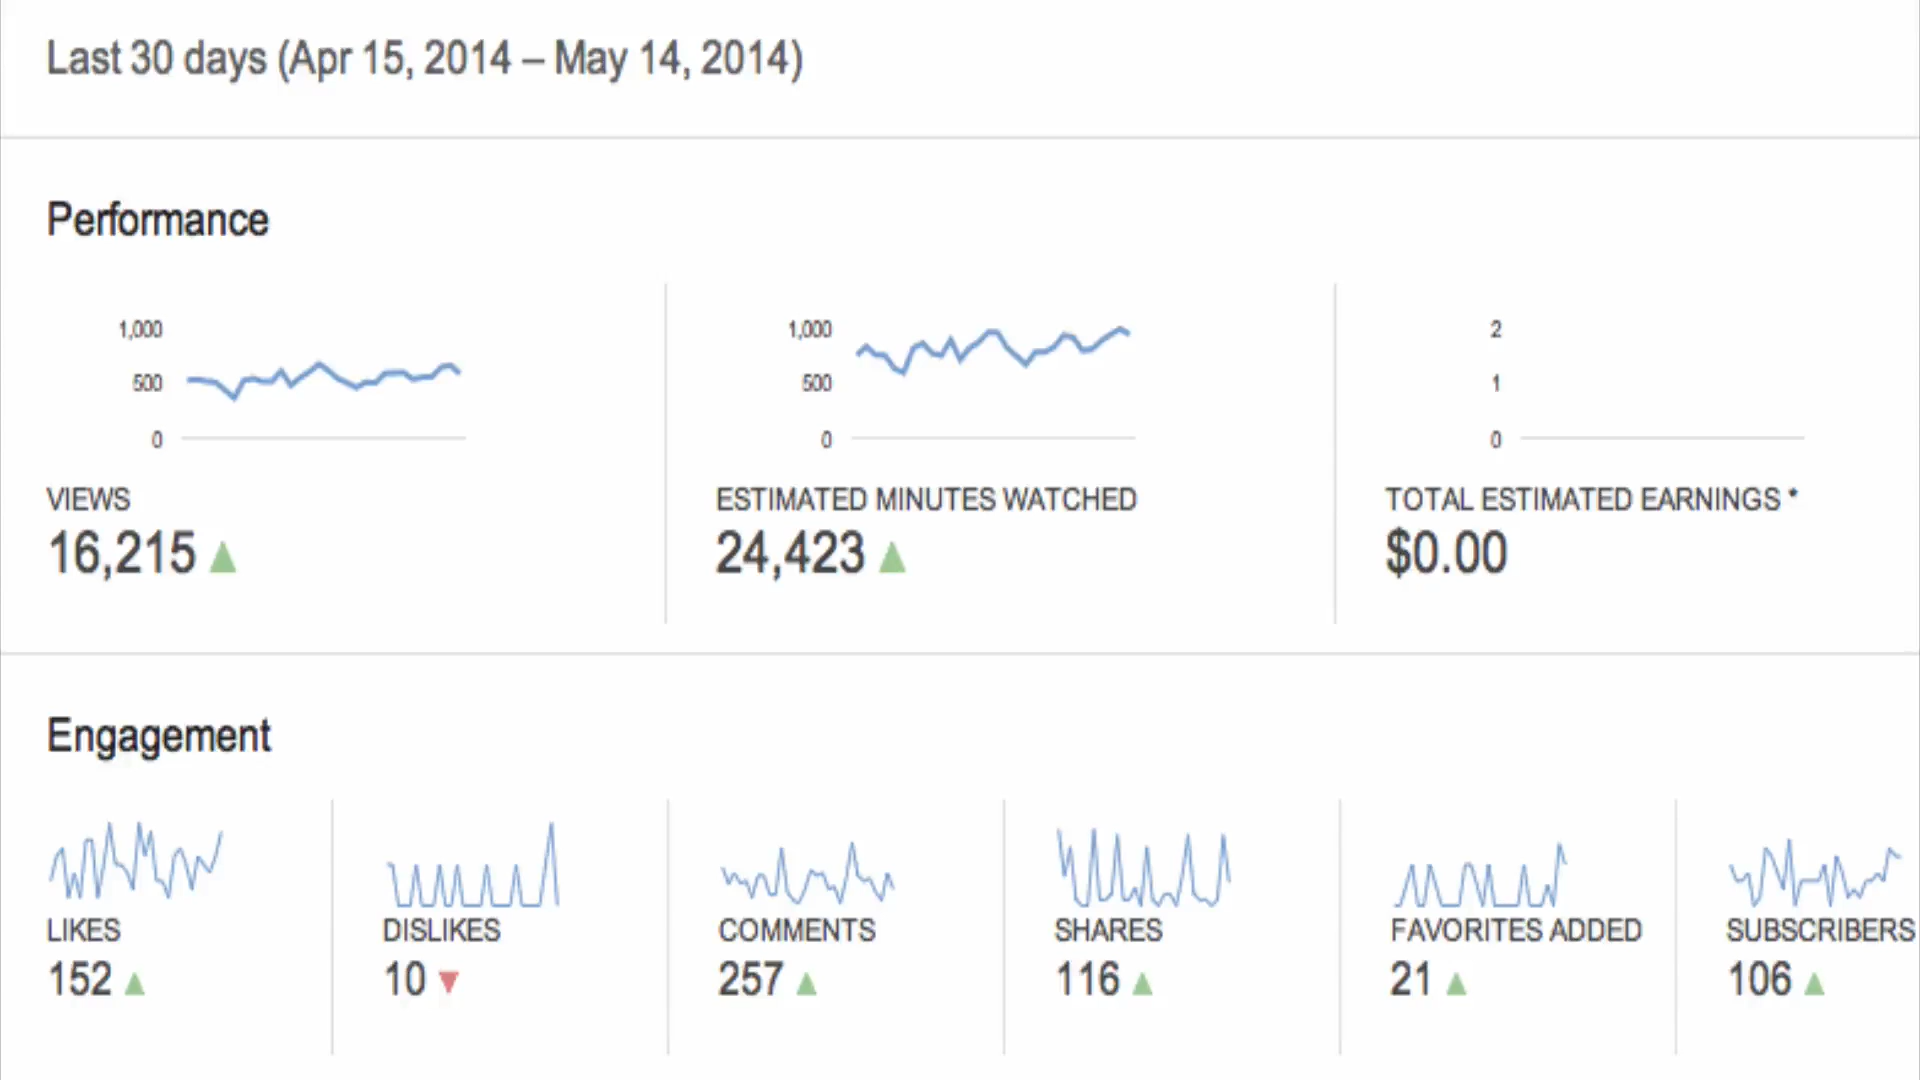 Last 30 days (Apr 15, 2014 – May 14, 2014)
Performance
1,000
500
0
VIEWS
16,215
1,000
500
0
ESTIMATED MINUTES WATCHED
24,423
2
1
0
TOTAL ESTIMATED EARNINGS *
$0.00
Engagement
LIKES
152
DISLIKES
10
COMMENTS
257
SHARES
116
FAVORITES ADDED
21
SUBSCRIBERS
106